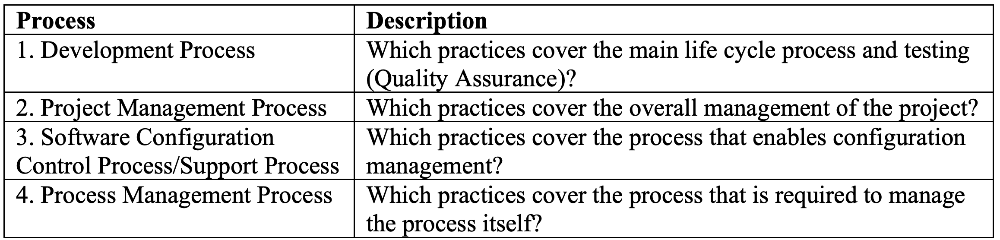 Process
Description
1. Development Process
Which practices cover the main life cycle process and testing
(Quality Assurance)?
2. Project Management Process
Which practices cover the overall management of the project?
3. Software Configuration
Control Process/Support Process
Which practices cover the process that enables configuration
management?
4. Process Management Process
Which practices cover the process that is required to manage
the process itself?